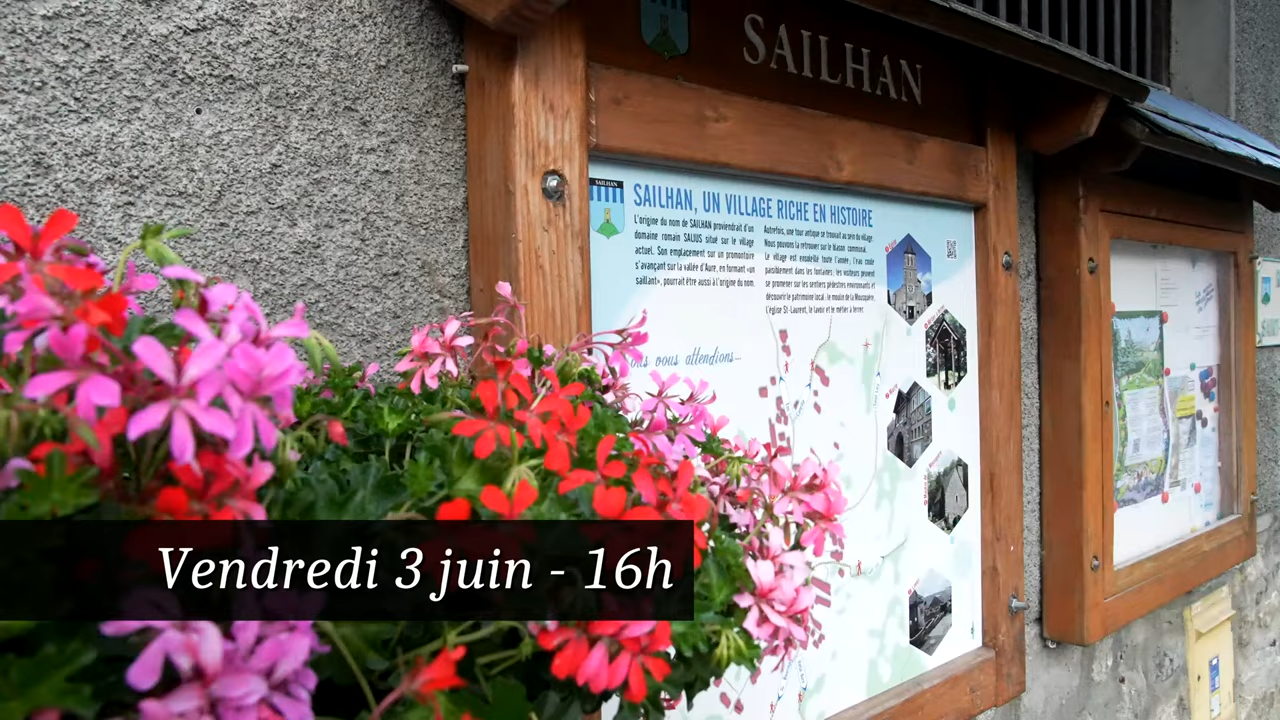 SAILHAN
SAILHAN
SAILHAN, UN VILLAGE RICHE EN HISTOIRE
L'origine du nom de SAILHAN proviendrait d'un
domaine romain SALIUS situé sur le village
actuel. Son emplacement sur un promontoire
s'avançant sur la vallée d'Aure, en formant «un
saillant», pourrait être aussi à l'origine du nom.
Autrefois, une tour antique se trouvait au sein du village.
Nous pouvons la retrouver sur le blason communal.
Le village est ensoleillé toute l'année; l'eau coule
paisiblement dans les fontaines; les visiteurs peuvent
se promener sur les sentiers pédestres environnants et
découvrir le patrimoine local : le moulin de la Mousquère,
l'église St-Laurent, le lavoir et le métier à ferrer.
vous attendions...
Vendredi 3 juin - 16h